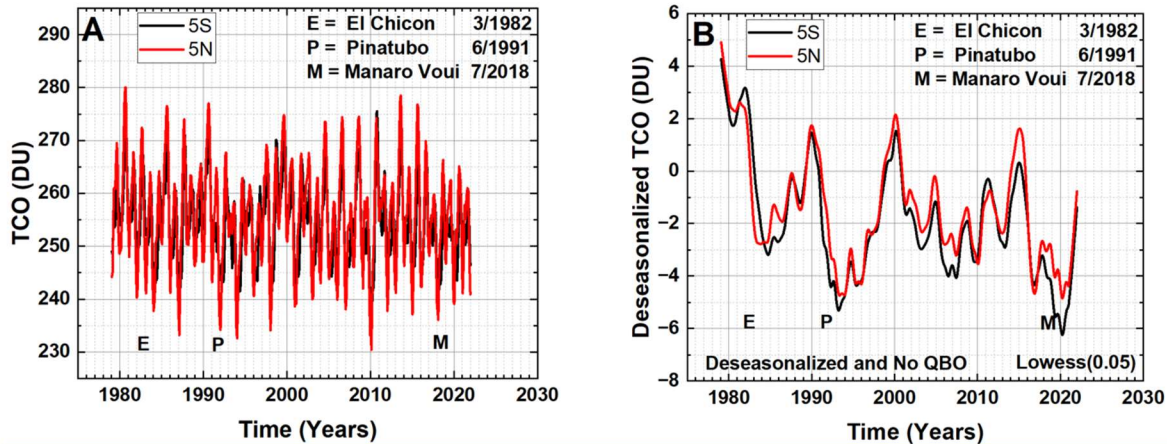 A
5S
5N
E = El Chicon 3/1982
P = Pinatubo 6/1991
M = Manaro Voui 7/2018
TCO (DU)
290
280
270
260
250
240
230
E
P
M
1980 1990 2000 2010 2020 2030
Time (Years)
B
5S
5N
E = El Chicon 3/1982
P = Pinatubo 6/1991
M = Manaro Voui 7/2018
Deseasonalized TCO (DU)
6
4
2
0
−2
−4
−6
−8
E
P
M
Deseasonalized and No QBO Lowess(0.05)
1980 1990 2000 2010 2020 2030
Time (Years)